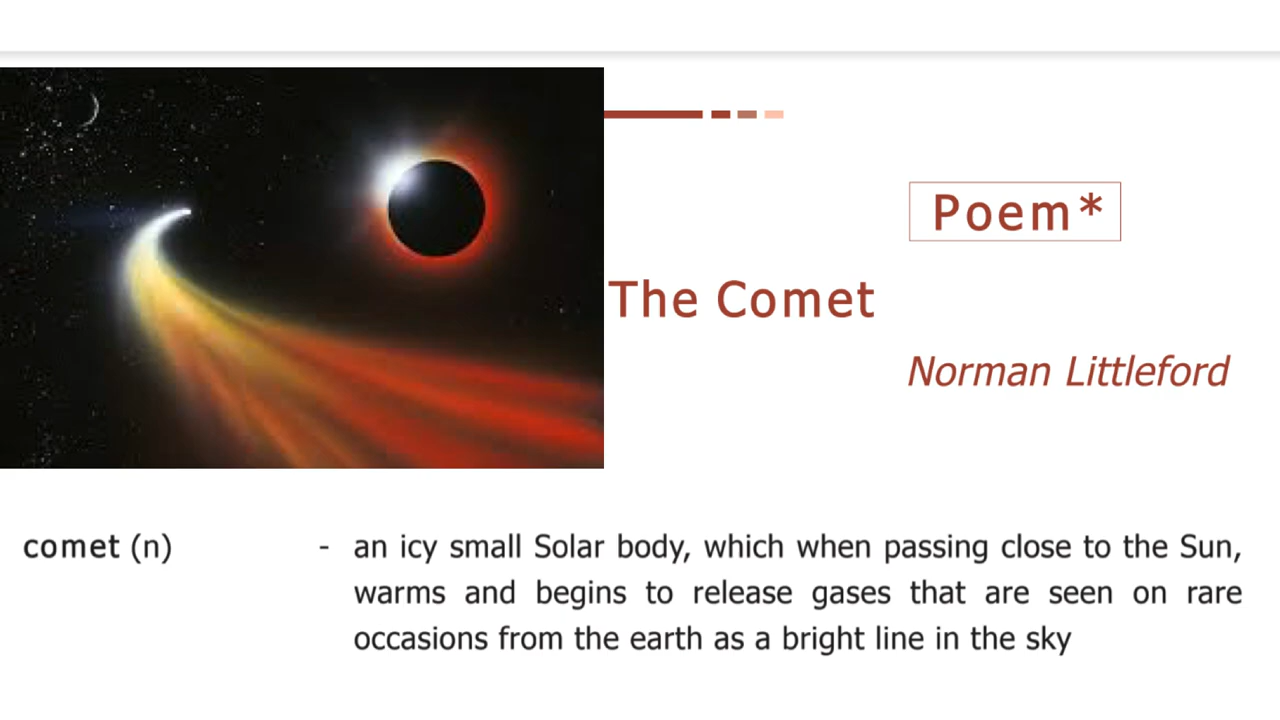 Poem*
The Comet
Norman Littleford
comet (n) - an icy small Solar body, which when passing close to the Sun,
warms and begins to release gases that are seen on rare
occasions from the earth as a bright line in the sky